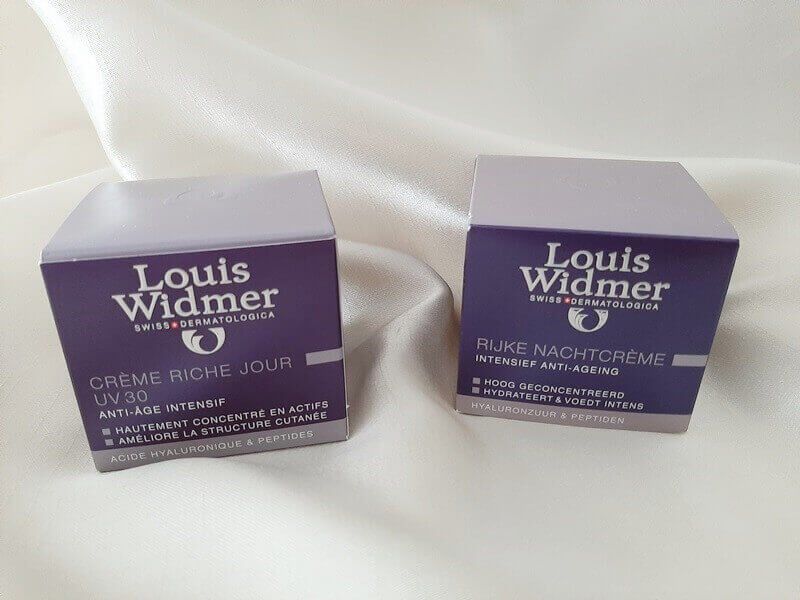 Louis
Widmer
SWISS DERMATOLOGICA
CRÈME RICHE JOUR
UV 30
ANTI-ÂGE INTENSIF
HAUTEMENT CONCENTRÉ EN ACTIFS
AMÉLIORE LA STRUCTURE CUTANÉE
ACIDE HYALURONIQUE & PEPTIDES
Louis
Widmer
SWISS DERMATOLOGICA
RIJKE NACHTCRÈME
INTENSIEF ANTI-AGEING
HOOG GECONCENTREERD
HYDRATEERT & VOEDT INTENS
HYALURONZUUR & PEPTIDEN